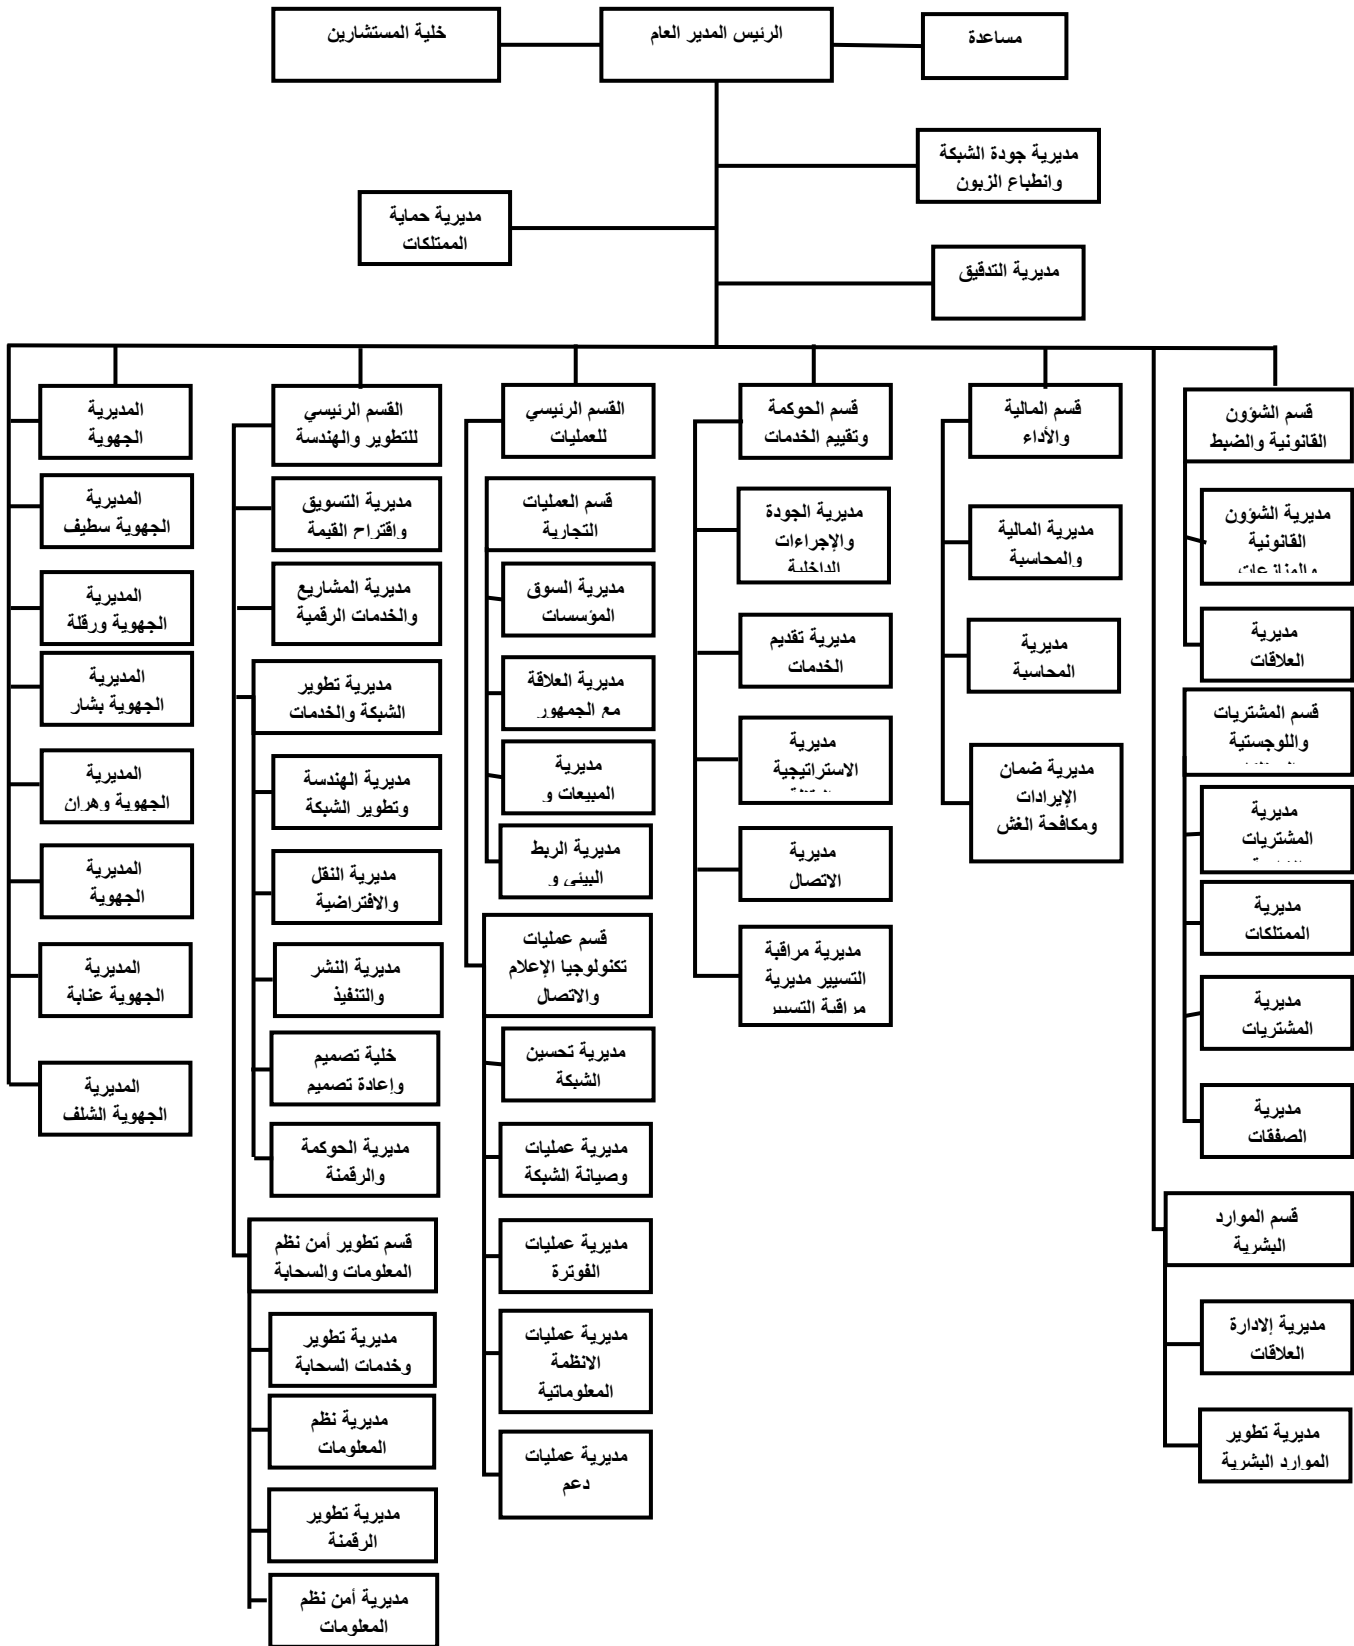 مساعدة
الرئيس المدير العام
خلية المستشارين
مديرية جودة الشبكة
وانطباع الزبون
مديرية حماية
الممتلكات
مديرية التدقيق
قسم الشؤون
القانونية والضبط
مديرية الشؤون
القانونية
والمنازعات
مديرية
العلاقات
قسم المشتريات
واللوجستية
مديرية
المشتريات
مديرية
الممتلكات
مديرية
المشتريات
مديرية
الصفقات
قسم الموارد
البشرية
مديرية إلادارة
العلاقات
مديرية تطوير
الموارد البشرية
قسم المالية
والأداء
مديرية المالية
والمحاسبة
مديرية
المحاسبة
مديرية ضمان
الإيرادات
ومكافحة الغش
قسم الحوكمة
وتقييم الخدمات
مديرية الجودة
والإجراءات
الداخلية
مديرية تقديم
الخدمات
مديرية
الاستراتيجية
مديرية
الاتصال
مديرية مراقبة
التسيير مديرية
مراقبة التسيير
القسم الرئيسي
للعمليات
قسم العمليات
التجارية
مديرية السوق
المؤسسات
مديرية العلاقة
مع الجمهور
مديرية
المبيعات و
مديرية الربط
البيني و
قسم عمليات
تكنولوجيا الإعلام
والاتصال
مديرية تحسين
الشبكة
مديرية عمليات
وصيانة الشبكة
مديرية عمليات
الفوترة
مديرية عمليات
الانظمة
المعلوماتية
مديرية عمليات
دعم
القسم الرئيسي
للتطوير والهندسة
مديرية التسويق
واقتراح القيمة
مديرية المشاريع
والخدمات الرقمية
مديرية تطوير
الشبكة والخدمات
مديرية الهندسة
وتطوير الشبكة
مديرية النقل
والافتراضية
مديرية النشر
والتنفيذ
خلية تصميم
وإعادة تصميم
مديرية الحوكمة
والرقمنة
قسم تطوير أمن نظم
المعلومات والسحابة
مديرية تطوير
وخدمات السحابة
مديرية نظم
المعلومات
مديرية تطوير
الرقمنة
مديرية أمن نظم
المعلومات
المديرية
الجهوية
المديرية
الجهوية سطيف
المديرية
الجهوية ورقلة
المديرية
الجهوية بشار
المديرية
الجهوية وهران
المديرية
الجهوية
المديرية
الجهوية عنابة
المديرية
الجهوية الشلف